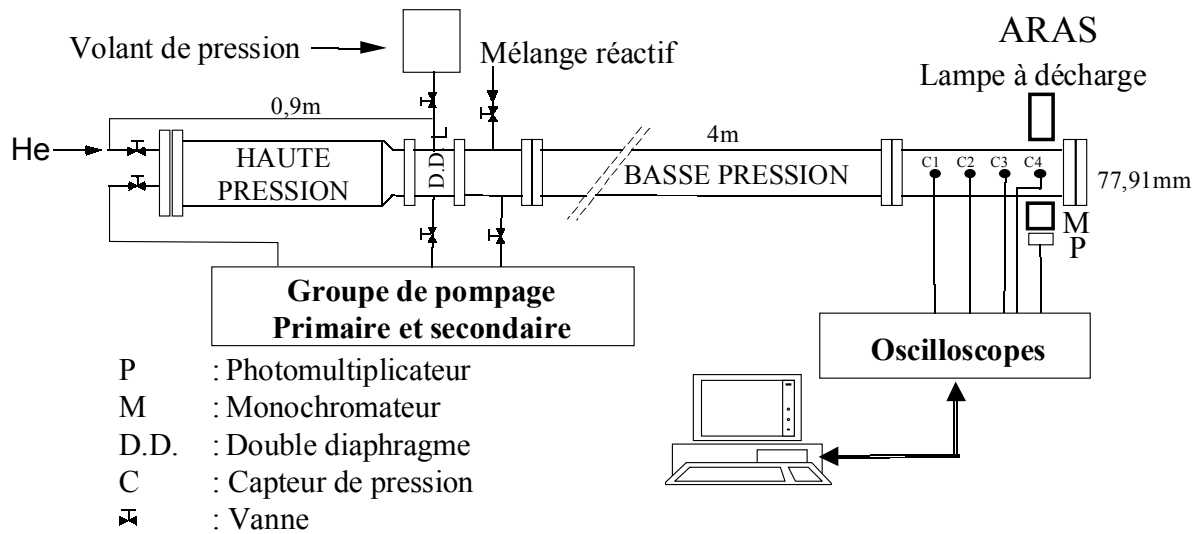 ARAS
Volant de pression
Mélange réactif
Lampe à décharge
0,9m
4m
He
HAUTE
PRESSION
D.D.
BASSE PRESSION
C1 C2 C3 C4
77,91mm
M
P
Groupe de pompage
Primaire et secondaire
Oscilloscopes
P : Photomultiplicateur
M : Monochromateur
D.D. : Double diaphragme
C : Capteur de pression
: Vanne